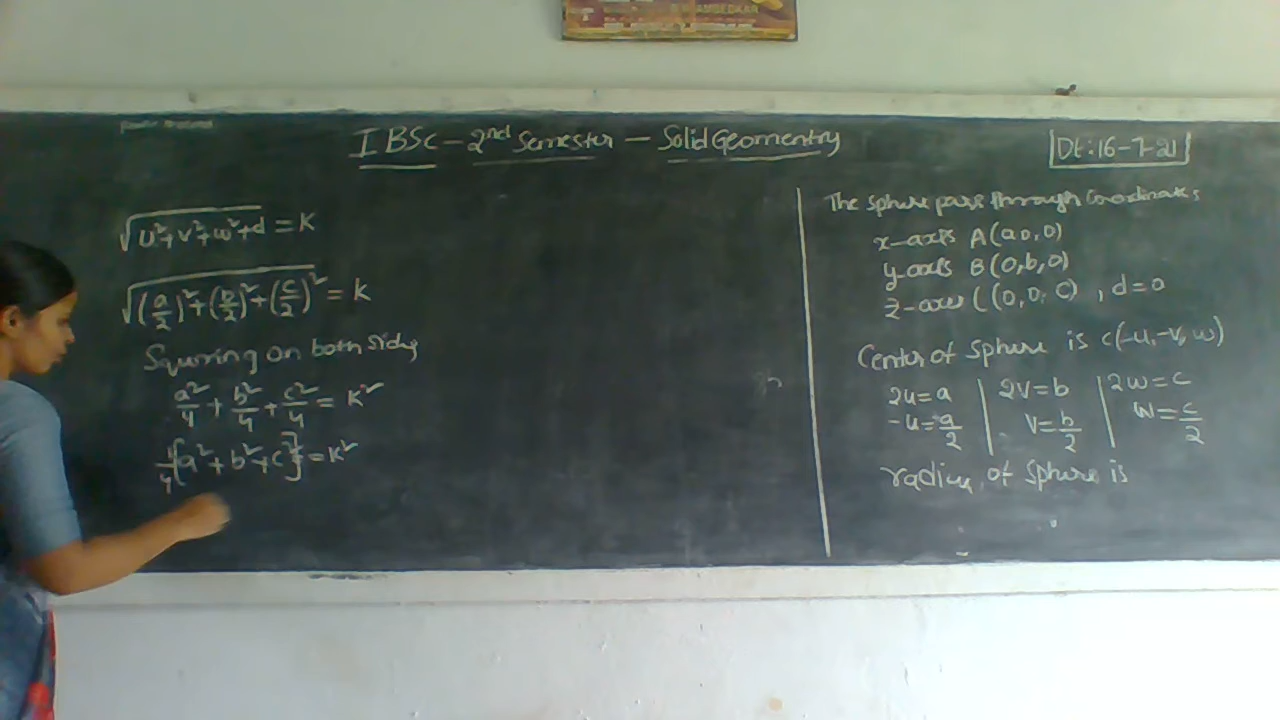 AMBEDKAR
I BSc - 2nd Semester - Solid Geomentry
Dt: 16-7-21
√u²+v²+w²+d = K
√(a/2)²+(b/2)²+(c/2)² = K
Squrring on both sides
a²/4 + b²/4 + c²/4 = K²
1/4{a²+b²+c²} = K²
The sphere pass through Coordinates
x-axis A(a,0,0)
y-axis B(0,b,0)
z-axis C(0,0,c), d=0
Center of Sphere is c(-u,-v,w)
2u=a | 2v=b | 2w=c
-u=a/2 | v=b/2 | w=c/2
radius of Sphere is